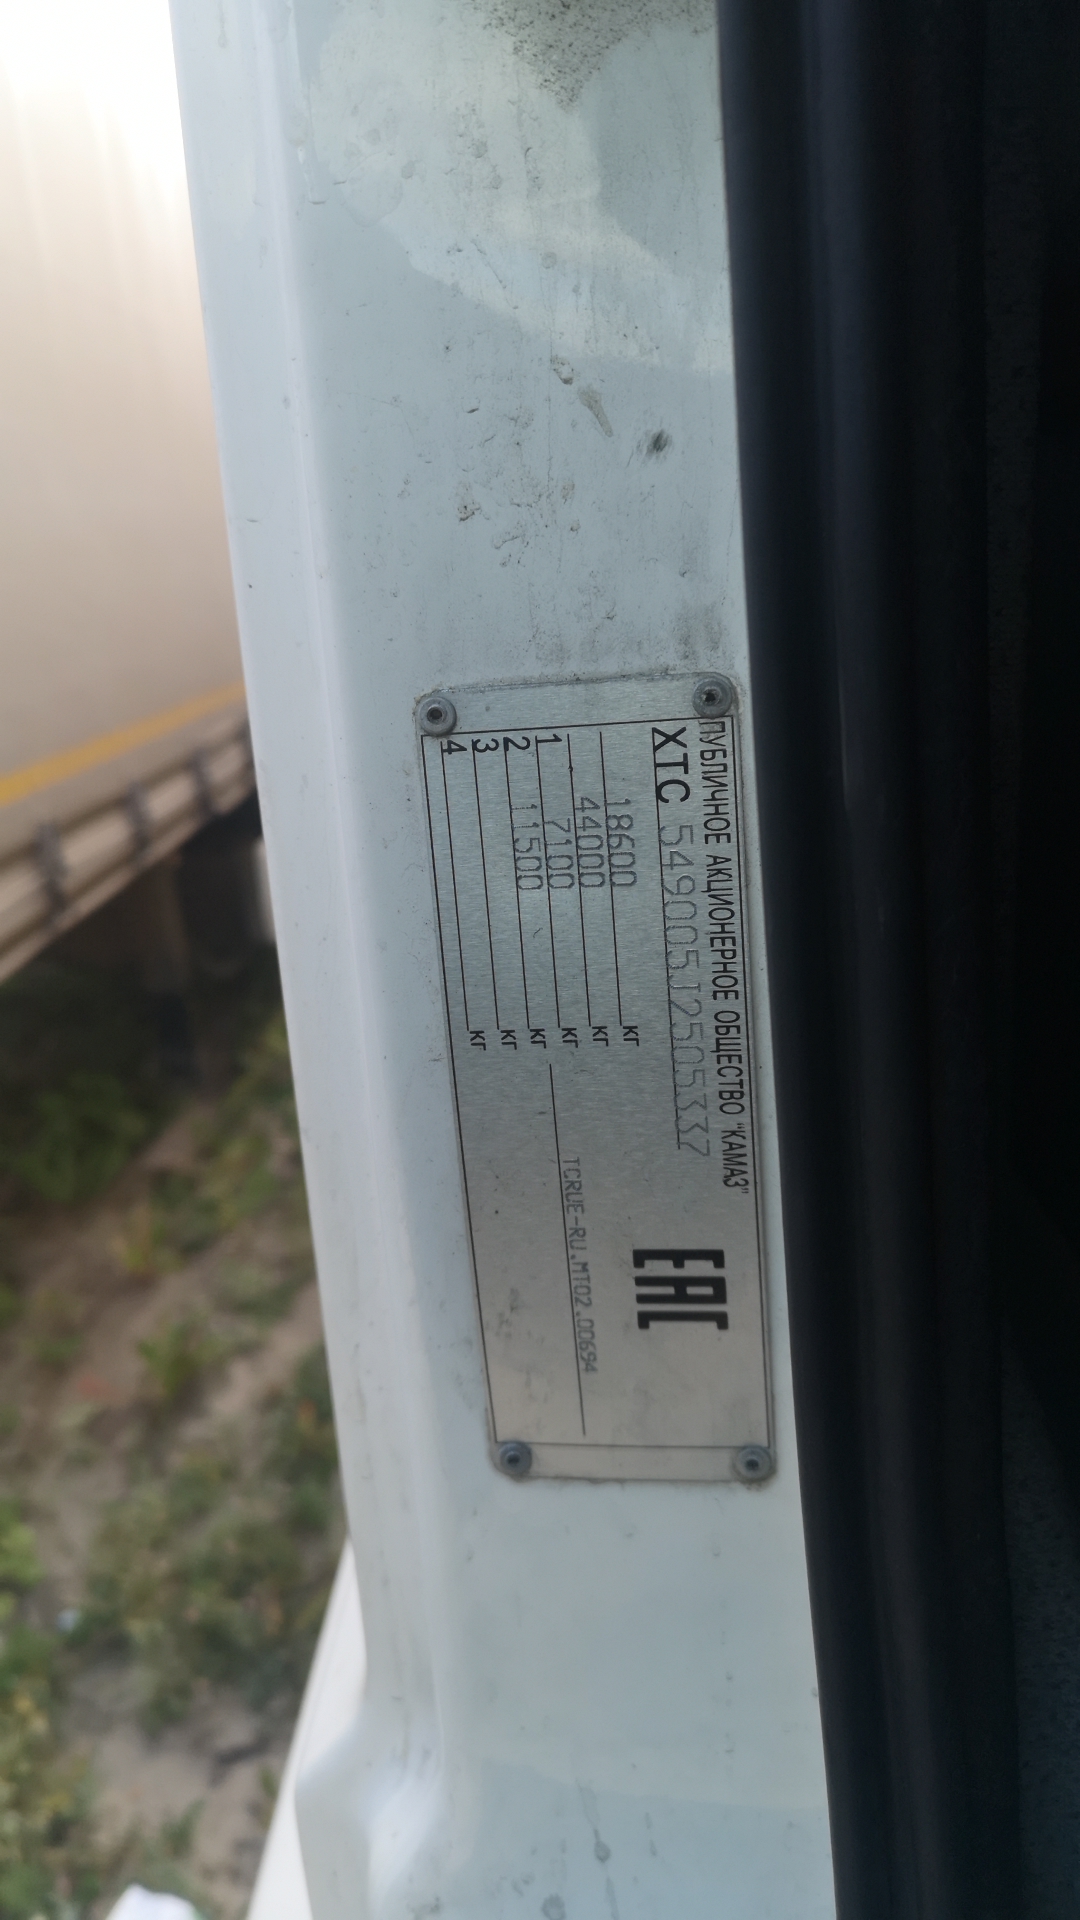 ПУБЛИЧНОЕ АКЦИОНЕРНОЕ ОБЩЕСТВО "КАМАЗ"
XTC 549005J2505337
EAC
18600 кг
44000 кг
1 7100 кг
2 11500 кг
3 кг
4 кг
TCRUE-RU.MT02.00694